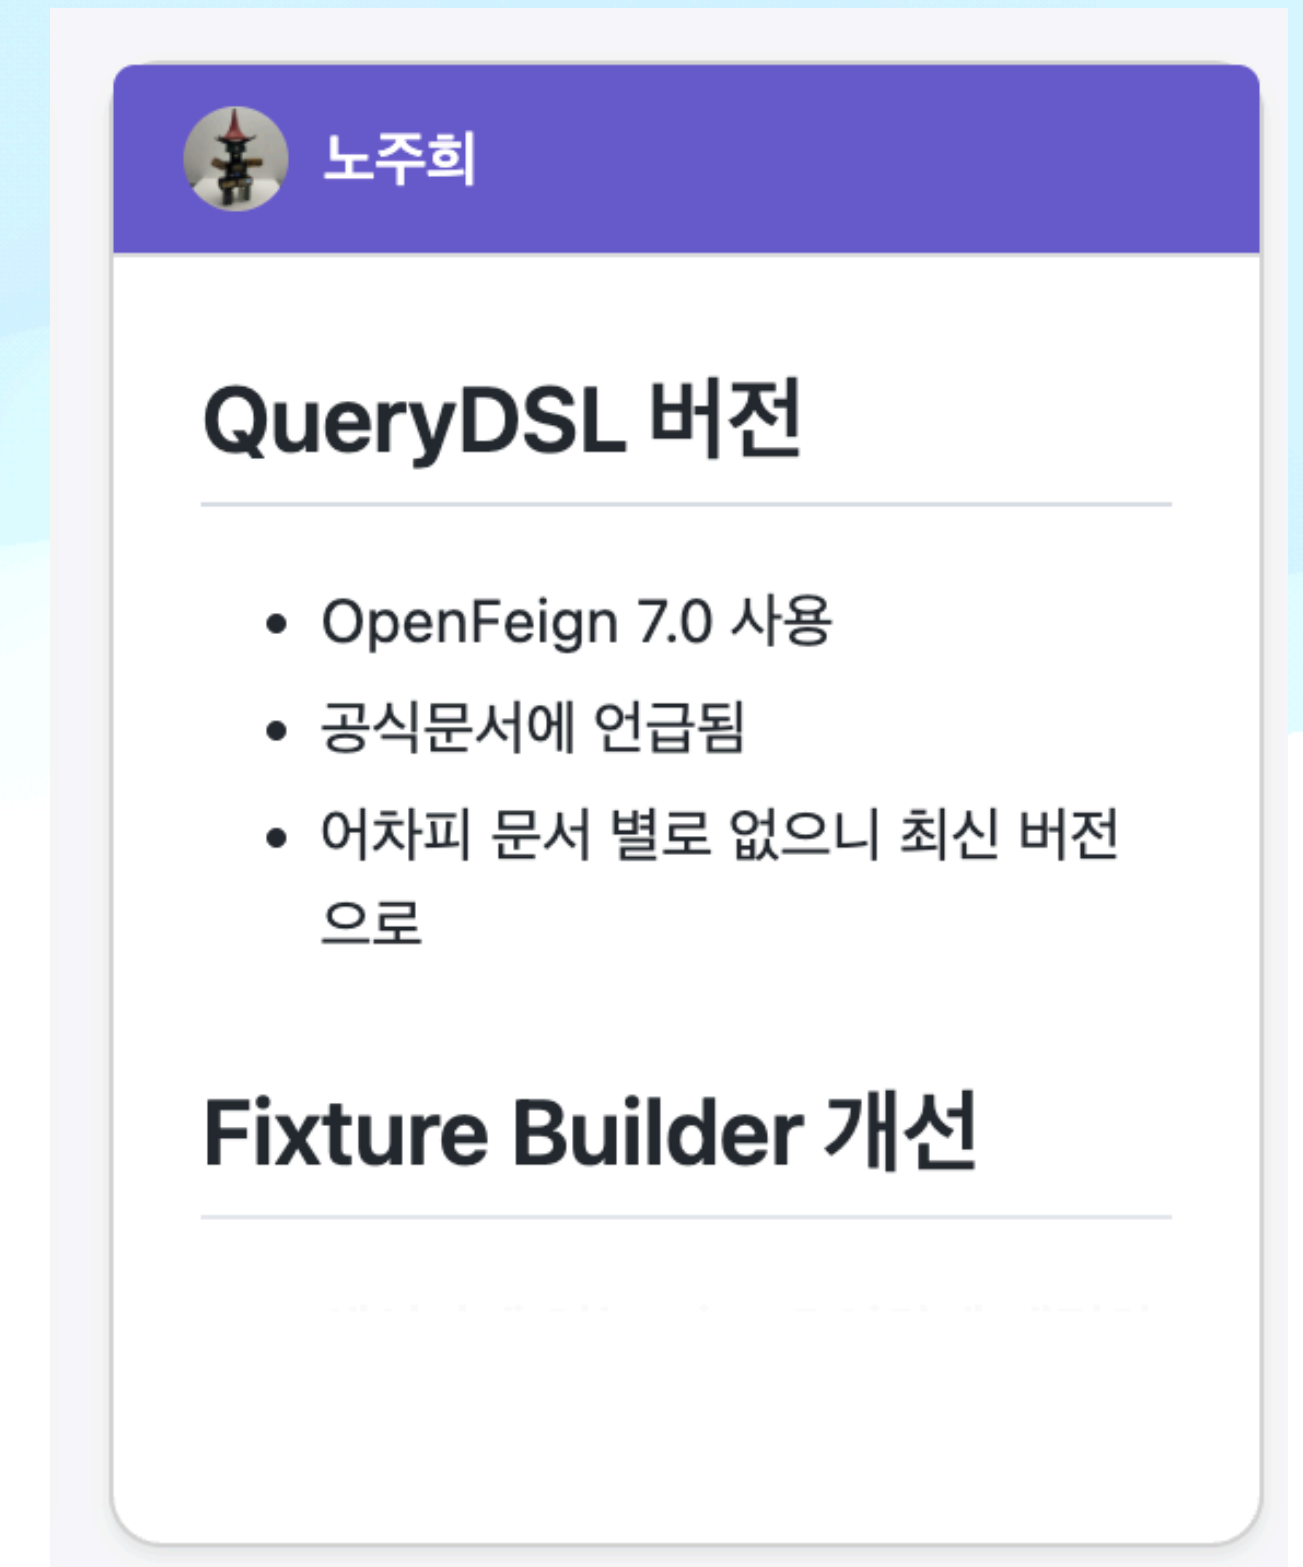 노주희
QueryDSL 버전
OpenFeign 7.0 사용
공식문서에 언급됨
어차피 문서 별로 없으니 최신 버전
으로
Fixture Builder 개선